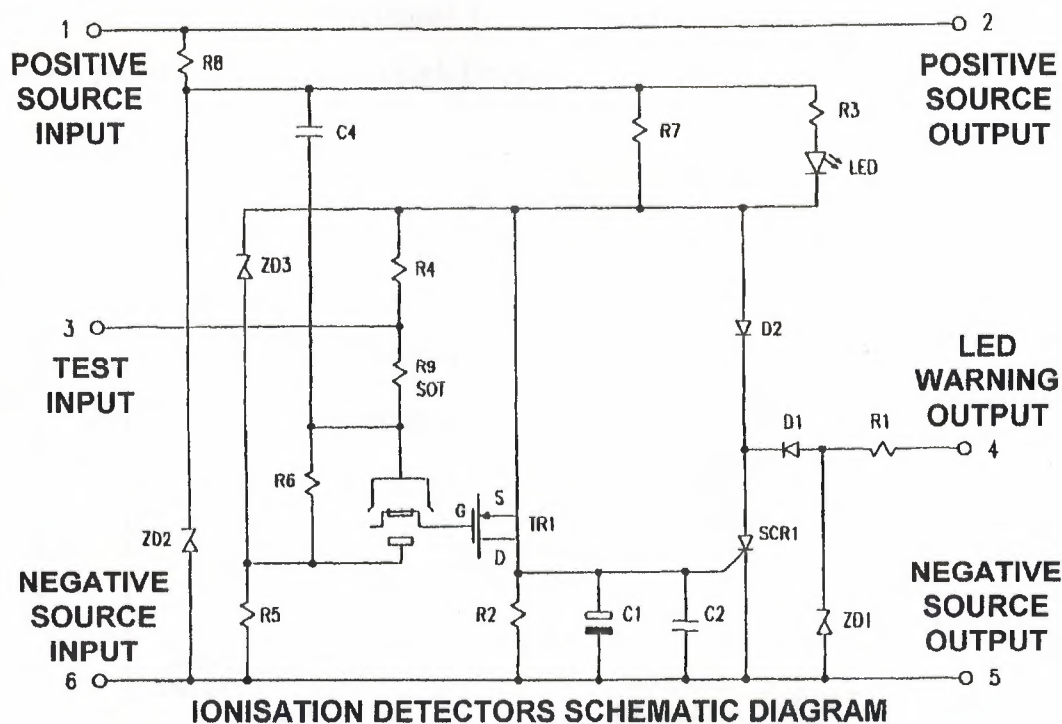 1
2
POSITIVE
SOURCE
INPUT
R8
C4
R7
R3
LED
POSITIVE
SOURCE
OUTPUT
ZD3
R4
3
TEST
INPUT
R9
SOT
D2
LED
WARNING
OUTPUT
D1
R1
4
R6
G
S
TR1
D
SCR1
ZD2
NEGATIVE
SOURCE
INPUT
R5
R2
C1
C2
ZD1
NEGATIVE
SOURCE
OUTPUT
6
5
IONISATION DETECTORS SCHEMATIC DIAGRAM